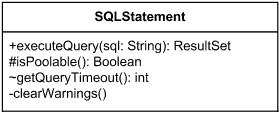 SQLStatement
+executeQuery(sql: String): ResultSet
#isPoolable(): Boolean
~getQueryTimeout(): int
-clearWarnings()